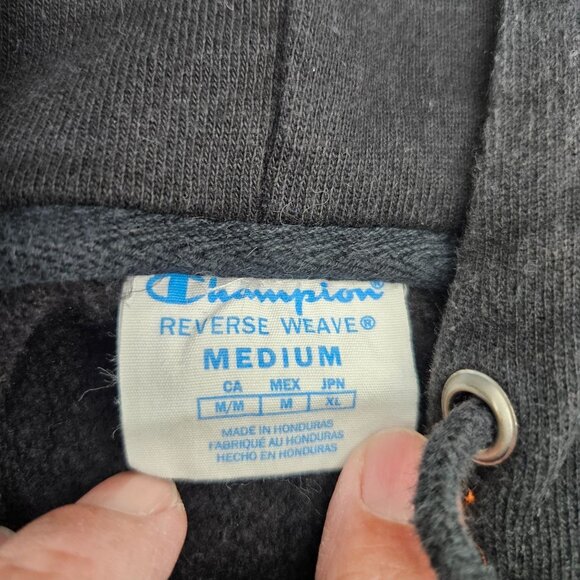 Champion®
REVERSE WEAVE®
MEDIUM
CA MEX JPN
M/M M XL
MADE IN HONDURAS
FABRIQUÉ AU HONDURAS
HECHO EN HONDURAS